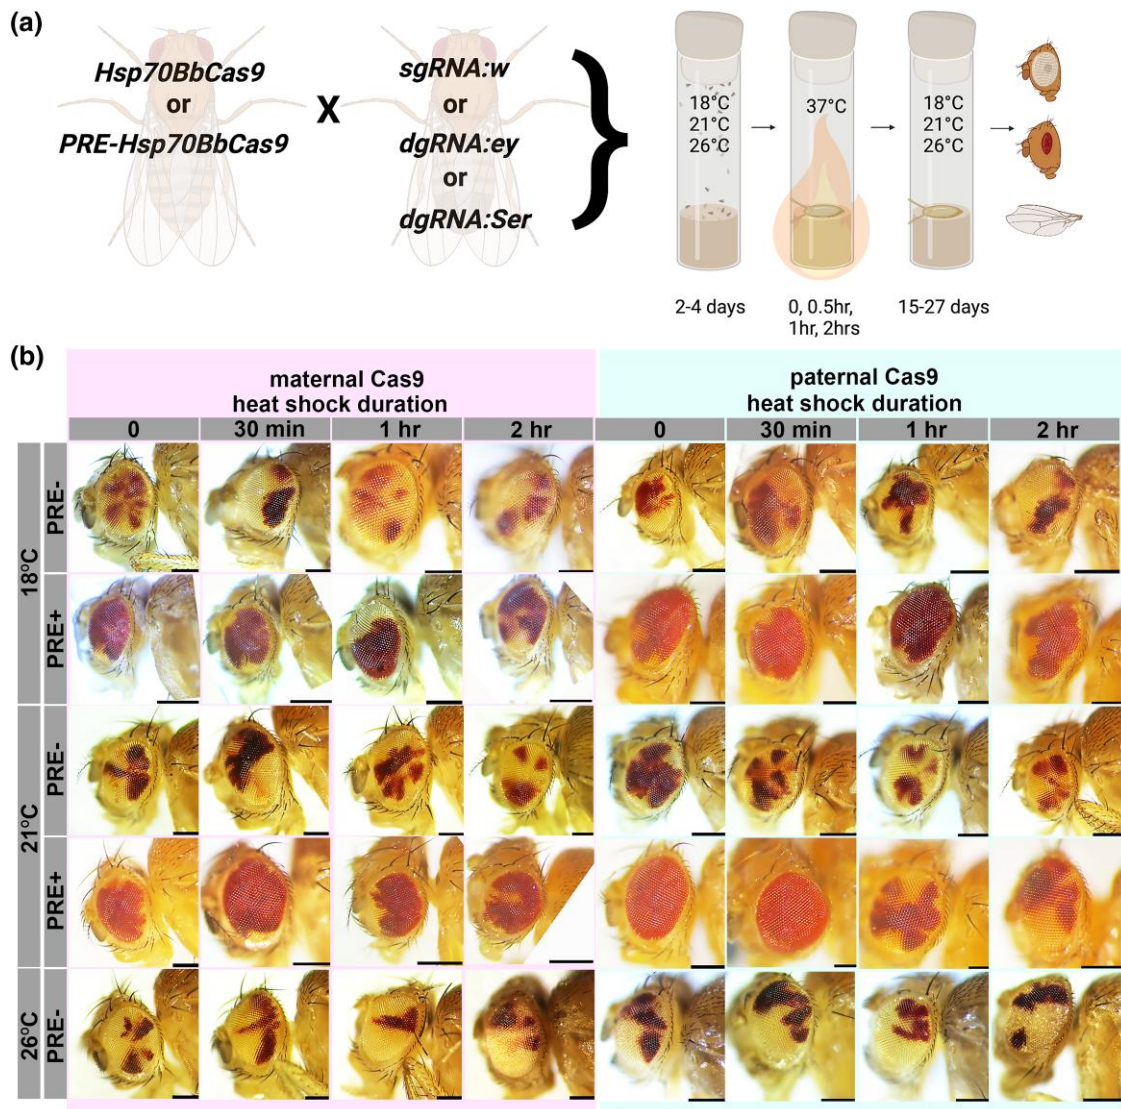 (a)
Hsp70BbCas9
or
PRE-Hsp70BbCas9
X
sgRNA:w
or
dgRNA:ey
or
dgRNA:Ser
}
18°C
21°C
26°C
37°C
18°C
21°C
26°C
2-4 days
0, 0.5hr,
1hr, 2hrs
15-27 days
(b)
maternal Cas9
heat shock duration
paternal Cas9
heat shock duration
0 30 min 1 hr 2 hr 0 30 min 1 hr 2 hr
18°C
PRE-
PRE+
21°C
PRE-
PRE+
26°C
PRE-